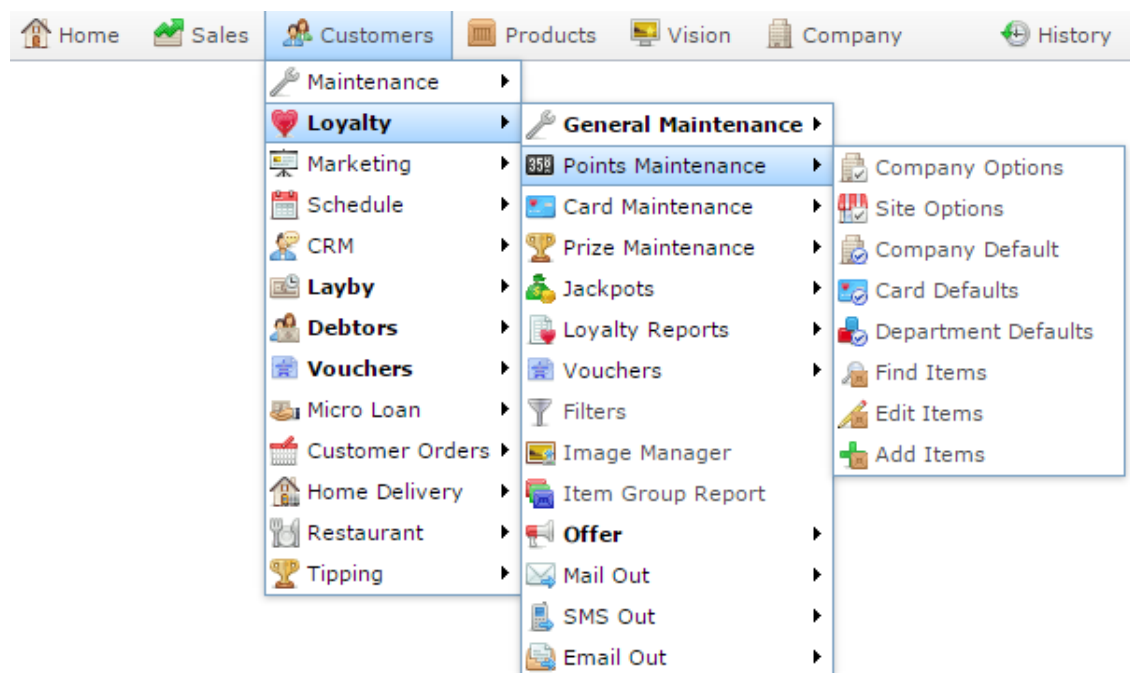 Home Sales Customers Products Vision Company History
Maintenance
Loyalty
Marketing
Schedule
CRM
Layby
Debtors
Vouchers
Micro Loan
Customer Orders
Home Delivery
Restaurant
Tipping
General Maintenance
Points Maintenance
Card Maintenance
Prize Maintenance
Jackpots
Loyalty Reports
Vouchers
Filters
Image Manager
Item Group Report
Offer
Mail Out
SMS Out
Email Out
Company Options
Site Options
Company Default
Card Defaults
Department Defaults
Find Items
Edit Items
Add Items